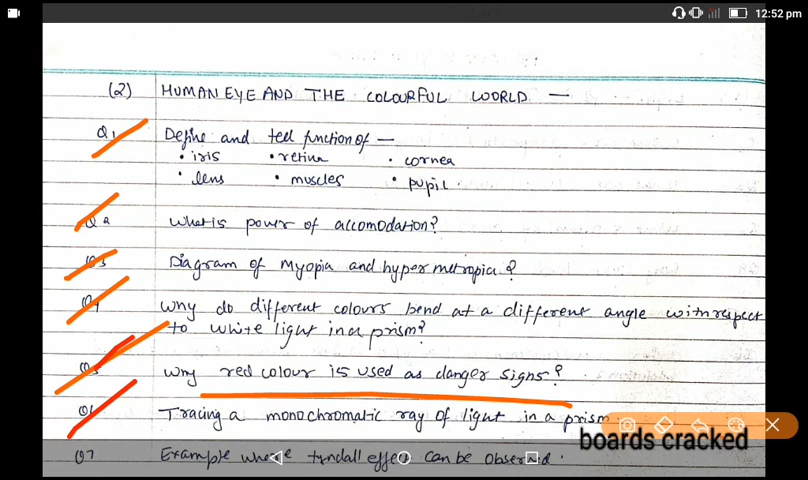 12:52 pm
(2) HUMAN EYE AND THE COLOURFUL WORLD —
Q1 Define and tell function of —
• iris • retina • cornea
• lens • muscles • pupil.
Q2 What is power of accomodation?
Q3 Diagram of Myopia and hypermetropia?
Q4 Why do different colours bend at a different angle with respect
to white light in a prism?
Q5 Why red colour is used as danger signs?
Q6 Tracing a monochromatic ray of light in a prism
boards cracked
Q7 Example where tyndall effect can be observed.